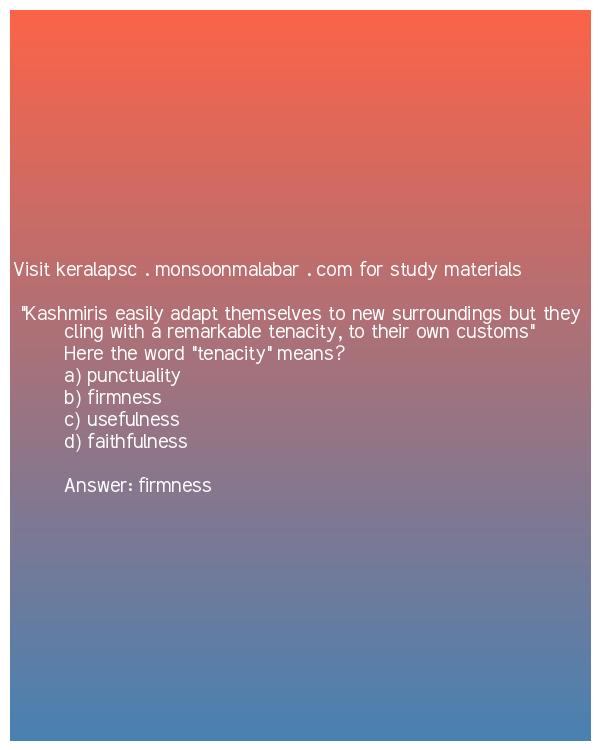 Visit keralapsc . monsoonmalabar . com for study materials
"Kashmiris easily adapt themselves to new surroundings but they
cling with a remarkable tenacity, to their own customs"
Here the word "tenacity" means?
a) punctuality
b) firmness
c) usefulness
d) faithfulness
Answer: firmness